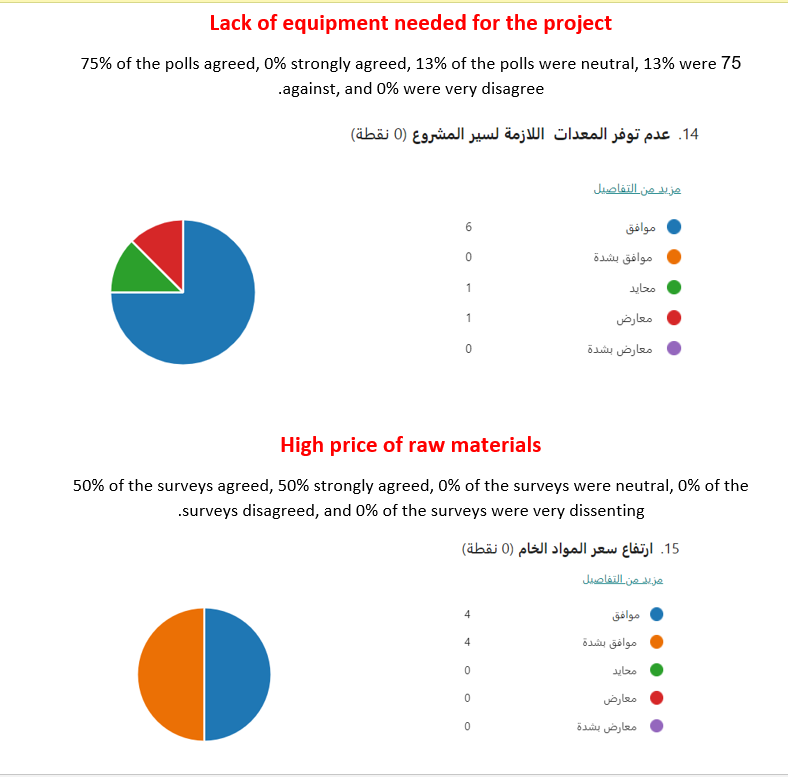 Lack of equipment needed for the project
75% of the polls agreed, 0% strongly agreed, 13% of the polls were neutral, 13% were 75
.against, and 0% were very disagree
14. عدم توفر المعدات اللازمة لسير المشروع (0 نقطة)
مزيد من التفاصيل
موافق 6
موافق بشدة 0
محايد 1
معارض 1
معارض بشدة 0
High price of raw materials
50% of the surveys agreed, 50% strongly agreed, 0% of the surveys were neutral, 0% of the
.surveys disagreed, and 0% of the surveys were very dissenting
15. ارتفاع سعر المواد الخام (0 نقطة)
مزيد من التفاصيل
موافق 4
موافق بشدة 4
محايد 0
معارض 0
معارض بشدة 0